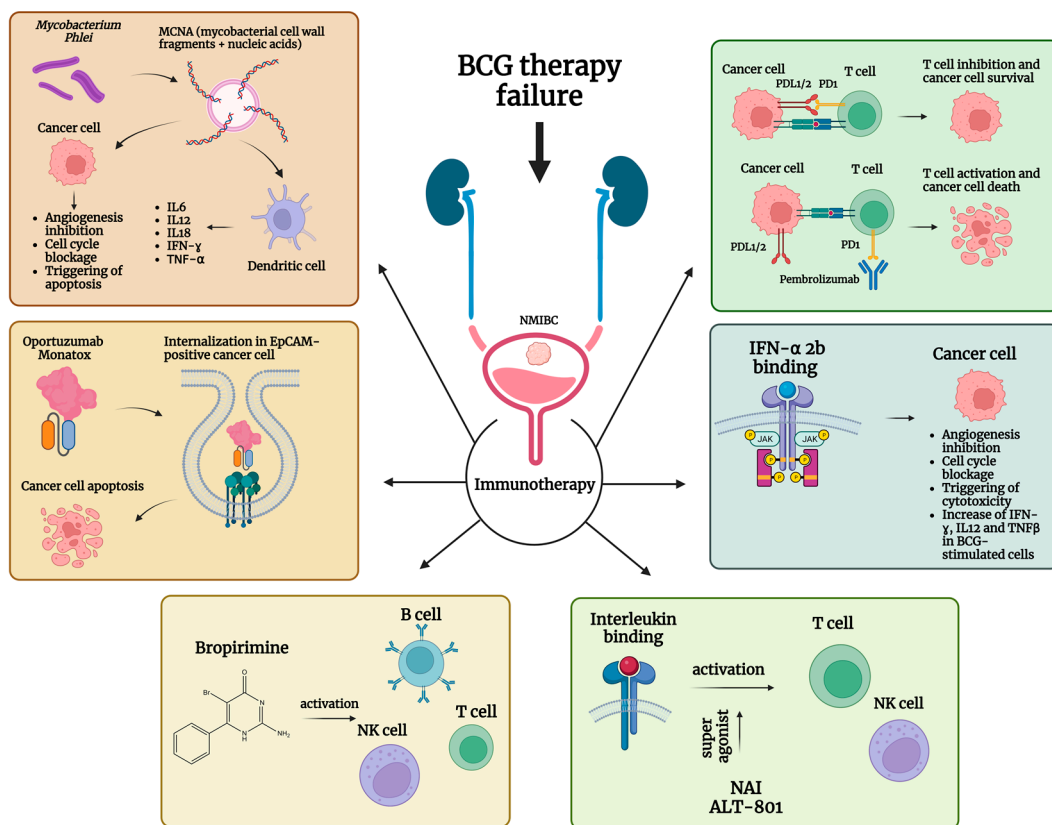 Mycobacterium
Phlei
MCNA (mycobacterial cell wall
fragments + nucleic acids)
Cancer cell
• Angiogenesis
inhibition
• Cell cycle
blockage
• Triggering of
apoptosis
• IL6
• IL12
• IL18
• IFN-ɣ
• TNF-α
Dendritic cell
BCG therapy
failure
NMIBC
Immunotherapy
Cancer cell
PDL1/2
PD1
T cell
T cell inhibition and
cancer cell survival
Cancer cell
T cell
T cell activation and
cancer cell death
PDL1/2
PD1
Pembrolizumab
Oportuzumab
Monatox
Internalization in EpCAM-
positive cancer cell
Cancer cell apoptosis
IFN-α 2b
binding
P
JAK
JAK
P
P
P
P
P
Cancer cell
• Angiogenesis
inhibition
• Cell cycle
blockage
• Triggering of
cytotoxicity
• Increase of IFN-
ɣ, IL12 and TNFβ
in BCG-
stimulated cells
Bropirimine
O
Br
N
N
H
NH₂
activation
B cell
T cell
NK cell
Interleukin
binding
activation
super
agonist
NAI
ALT-801
T cell
NK cell